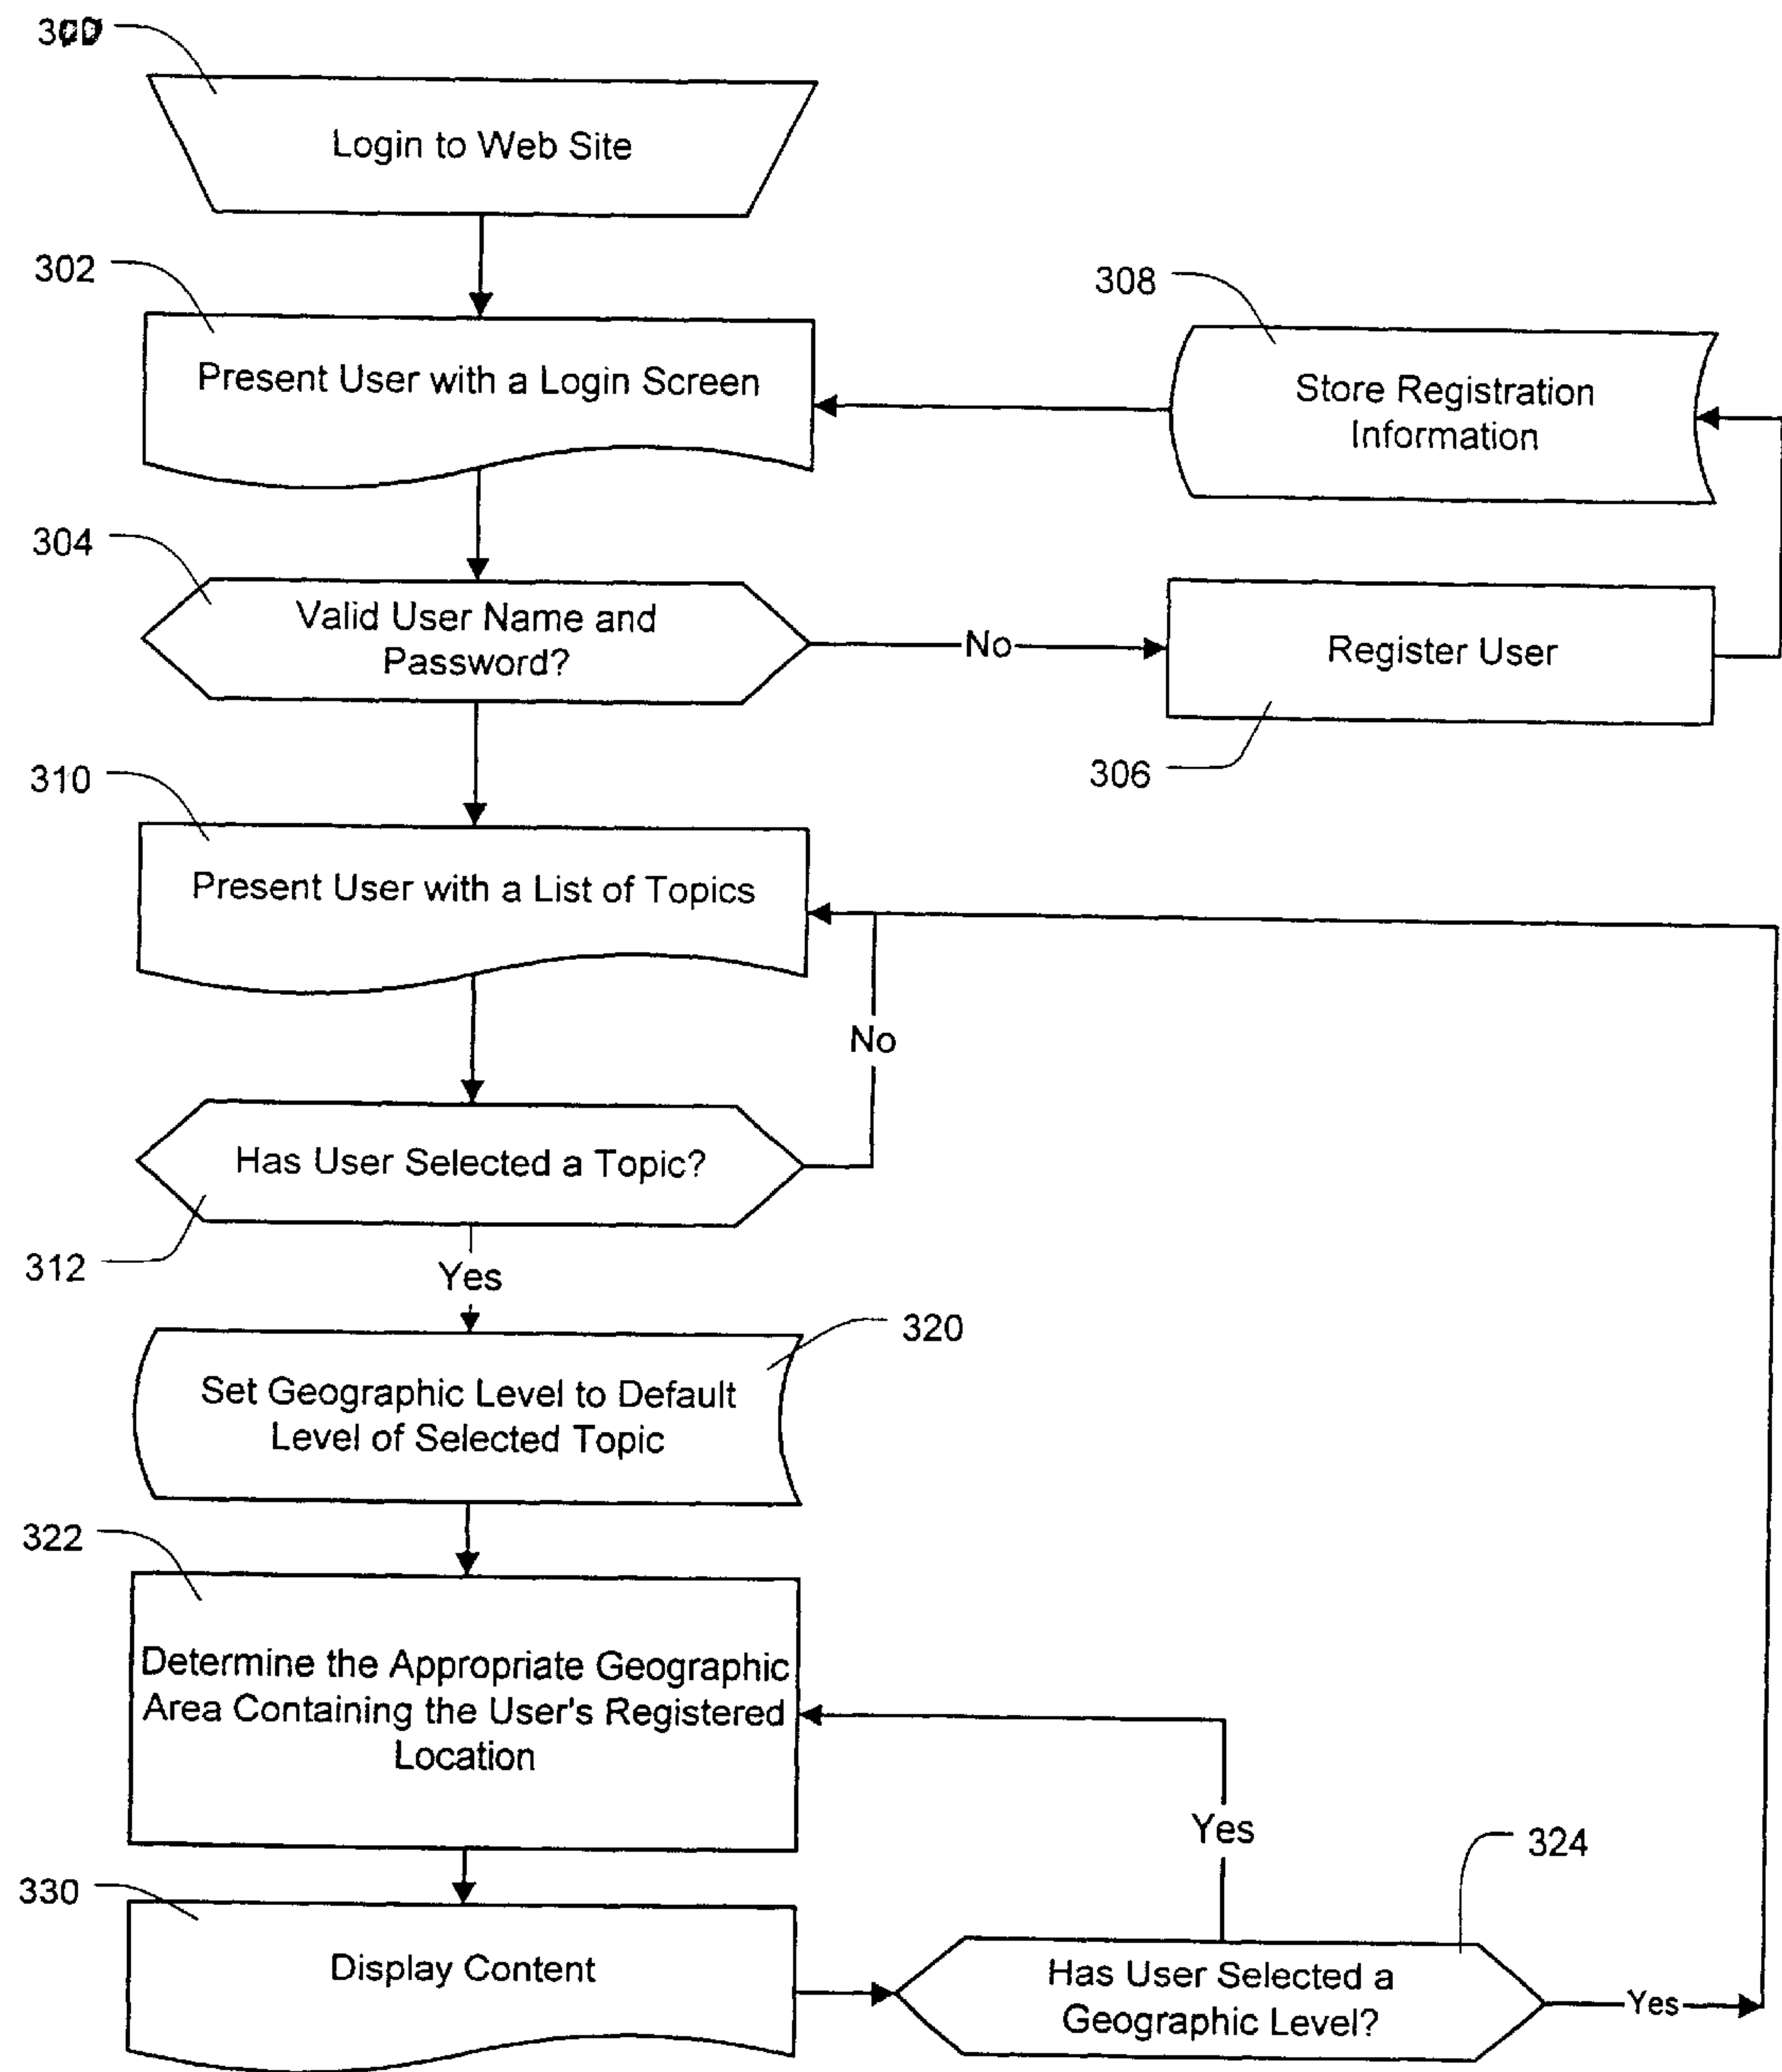 300
Login to Web Site
302
Present User with a Login Screen
308
Store Registration
Information
304
Valid User Name and
Password?
No
Register User
306
310
Present User with a List of Topics
No
Has User Selected a Topic?
312
Yes
320
Set Geographic Level to Default
Level of Selected Topic
322
Determine the Appropriate Geographic
Area Containing the User's Registered
Location
Yes
324
330
Display Content
Has User Selected a
Geographic Level?
Yes